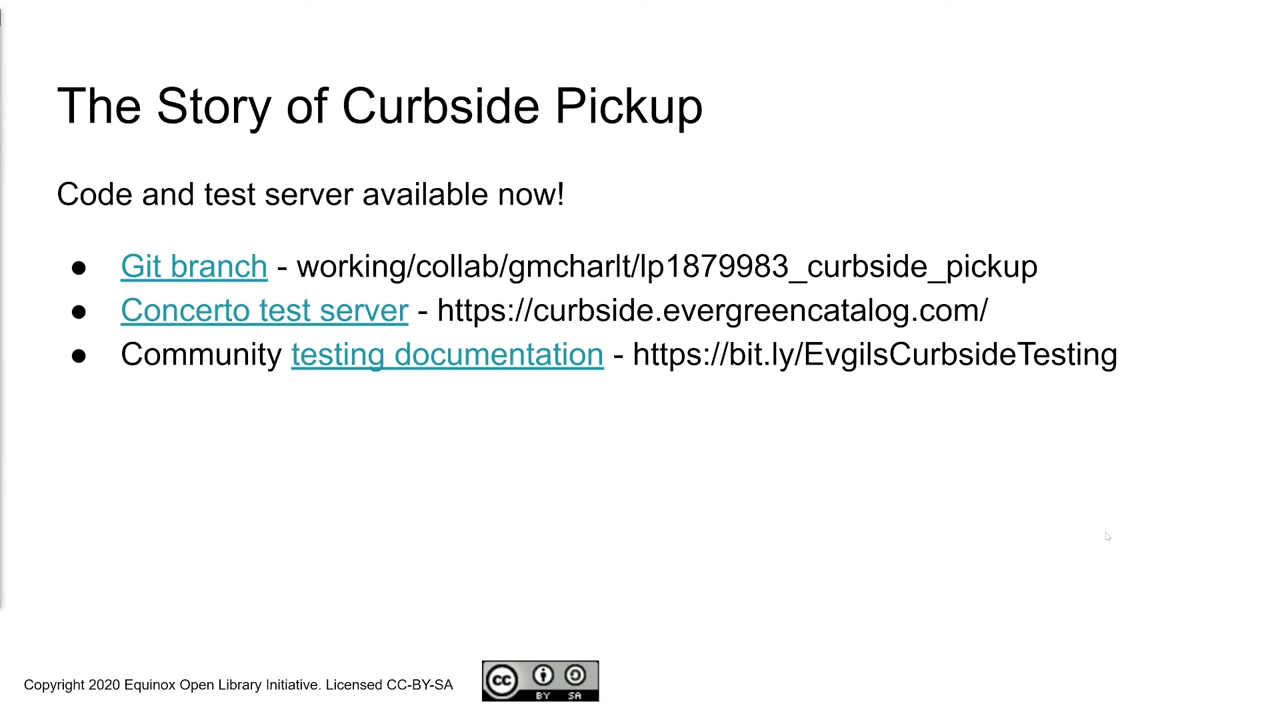 The Story of Curbside Pickup
Code and test server available now!
● Git branch - working/collab/gmcharlt/lp1879983_curbside_pickup
● Concerto test server - https://curbside.evergreencatalog.com/
● Community testing documentation - https://bit.ly/EvgilsCurbsideTesting
Copyright 2020 Equinox Open Library Initiative. Licensed CC-BY-SA
cc
BY SA